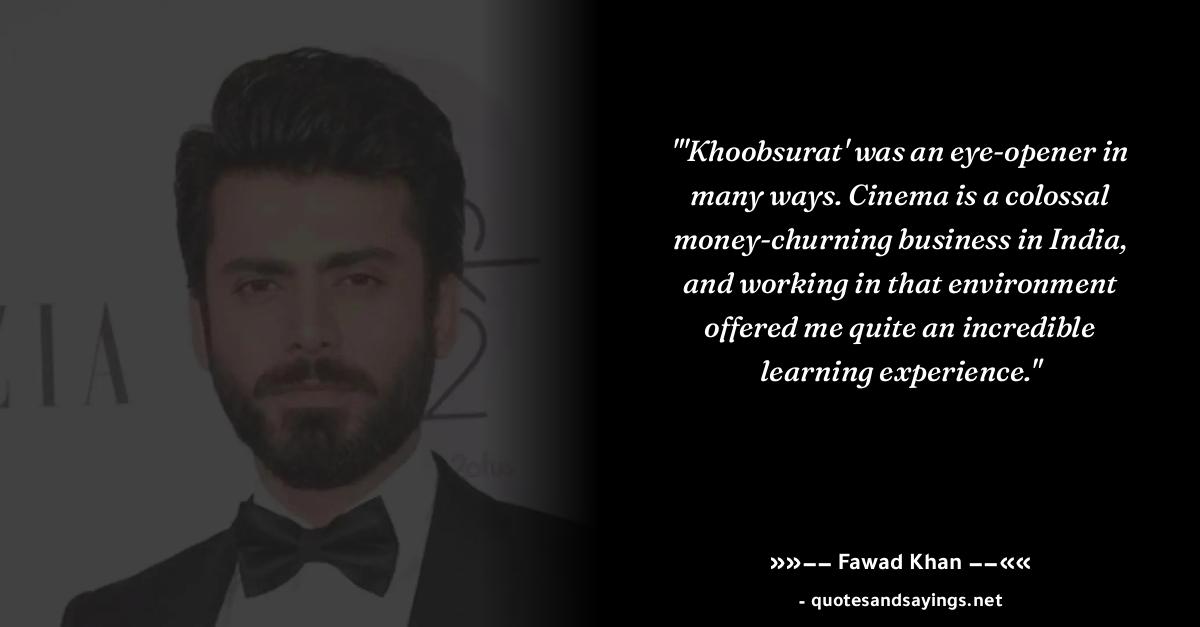 "'Khoobsurat' was an eye-opener in
many ways. Cinema is a colossal
money-churning business in India,
and working in that environment
offered me quite an incredible
learning experience."
»»-- Fawad Khan --««
- quotesandsayings.net